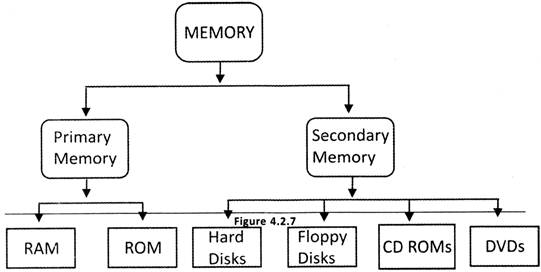 MEMORY
Primary
Memory
Secondary
Memory
Figure 4.2.7
RAM
ROM
Hard
Disks
Floppy
Disks
CD ROMs
DVDs